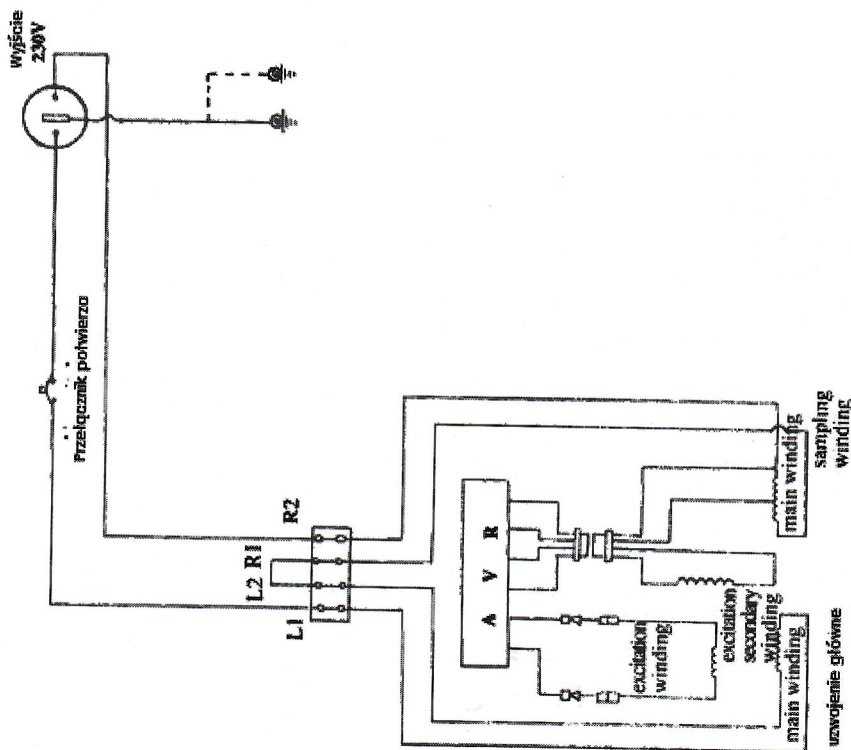 Wyjście
230V
Przełącznik potwierza
R2
L2 R1
L1
A V R
main winding
sampling
winding
excitation
winding
excitation
secondary
winding
main winding
uzwojenie główne